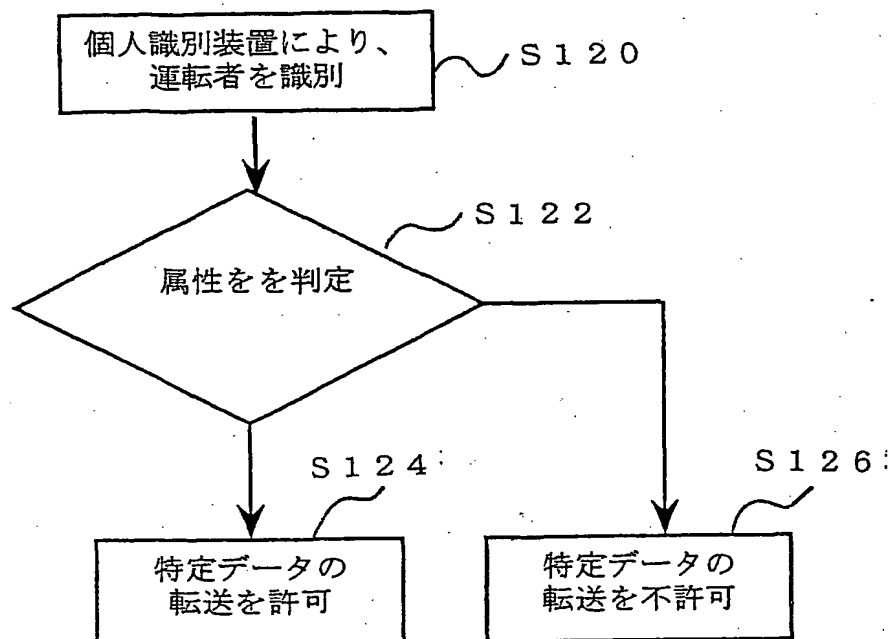 個人識別装置により、
運転者を識別
S120
S122
属性をを判定
S124
S126
特定データの
転送を許可
特定データの
転送を不許可